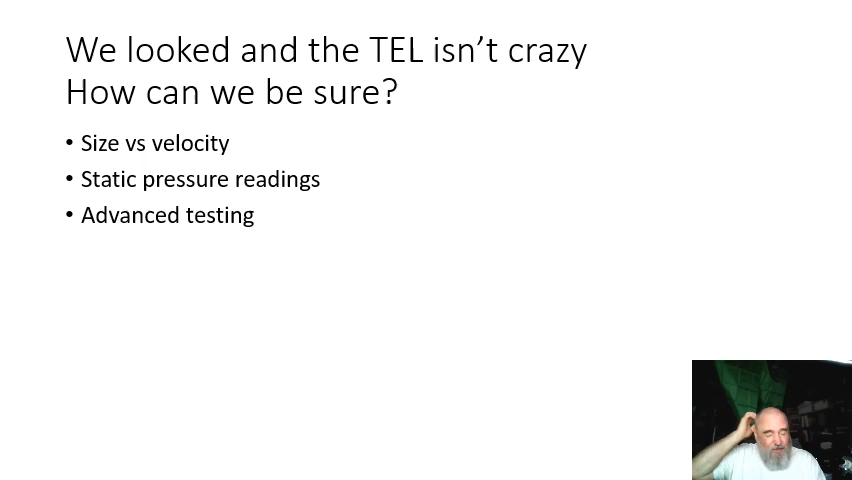 We looked and the TEL isn’t crazy
How can we be sure?
• Size vs velocity
• Static pressure readings
• Advanced testing